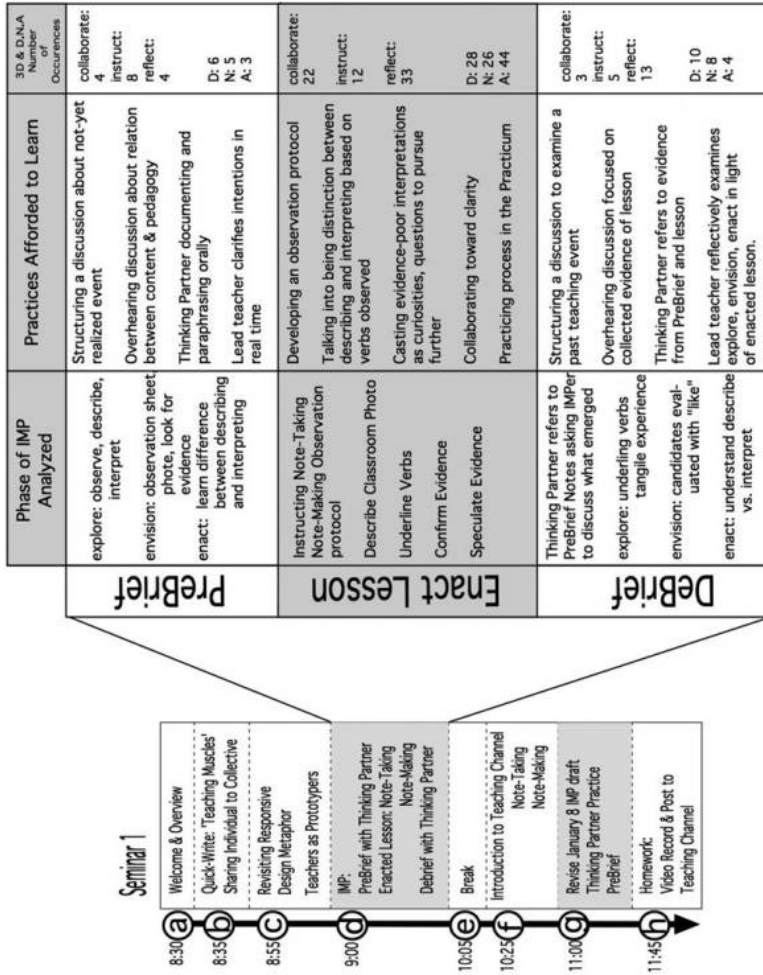 Seminar 1
8:30
a
Welcome & Overview
8:35
b
Quick-Write: 'Teaching Muscles'
Sharing Individual to Collective
8:55
c
Revisiting Responsive
Design Metaphor
Teachers as Prototypers
9:00
d
IMP:
PreBrief with Thinking Partner
Enacted Lesson: Note-Taking
Note-Making
Debrief with Thinking Partner
10:05
e
Break
10:25
f
Introduction to Teaching Channel
Note-Taking
Note-Making
11:00
g
Revise January 8 IMP draft
Thinking Partner Practice
PreBrief
11:45
h
Homework:
Video Record & Post to
Teaching Channel
Phase of IMP
Analyzed
Practices Afforded to Learn
3D & D.N.A
Number
of
Occurences
PreBrief
explore: observe, describe,
interpret
envision: observation sheet,
phote, look for
evidence
enact: learn difference
between describing
and interpreting
Structuring a discussion about not-yet
realized event
Overhearing discussion about relation
between content & pedagogy
Thinking Partner documenting and
paraphrasing orally
Lead teacher clarifies intentions in
real time
collaborate:
4
instruct:
8
reflect:
4
D: 6
N: 5
A: 3
Enact Lesson
Instructing Note-Taking
Note-Making Observation
protocol
Describe Classroom Photo
Underline Verbs
Confirm Evidence
Speculate Evidence
Developing an observation protocol
Talking into being distinction between
describing and interpreting based on
verbs observed
Casting evidence-poor interpretations
as curiosities, questions to pursue
further
Collaborating toward clarity
Practicing process in the Practicum
collaborate:
22
instruct:
12
reflect:
33
D: 28
N: 26
A: 44
DeBrief
Thinking Partner refers to
PreBrief Notes asking IMPer
to discuss what emerged
explore: underling verbs
tangile experience
envision: candidates eval-
uated with "like"
enact: understand describe
vs. interpret
Structuring a discussion to examine a
past teaching event
Overhearing discussion focused on
collected evidence of lesson
Thinking Partner refers to evidence
from PreBrief and lesson
Lead teacher reflectively examines
explore, envision, enact in light
of enacted lesson.
collaborate:
3
instruct:
5
reflect:
13
D: 10
N: 8
A: 4